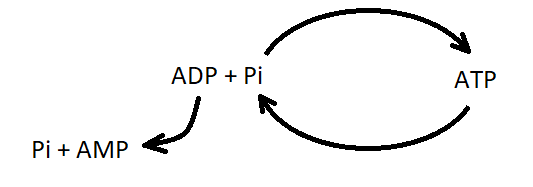 ADP + Pi
ATP
Pi + AMP